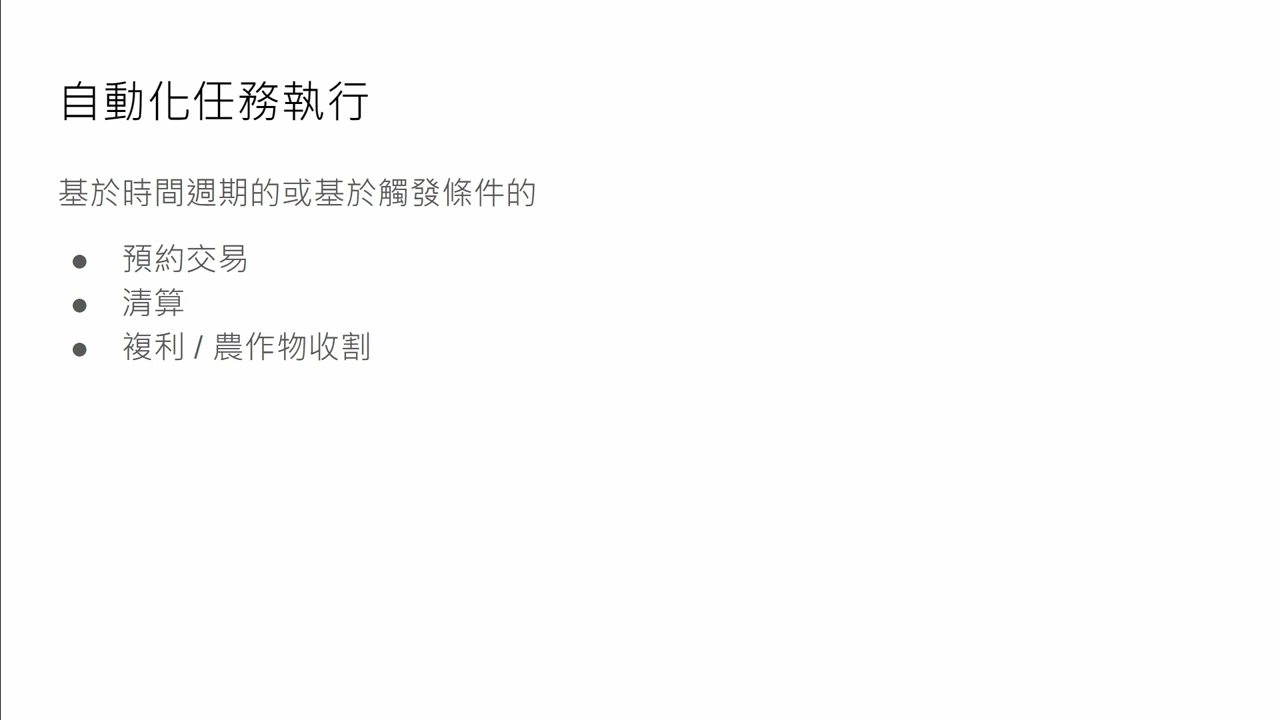 自動化任務執行
基於時間週期的或基於觸發條件的
● 預約交易
● 清算
● 複利 / 農作物收割